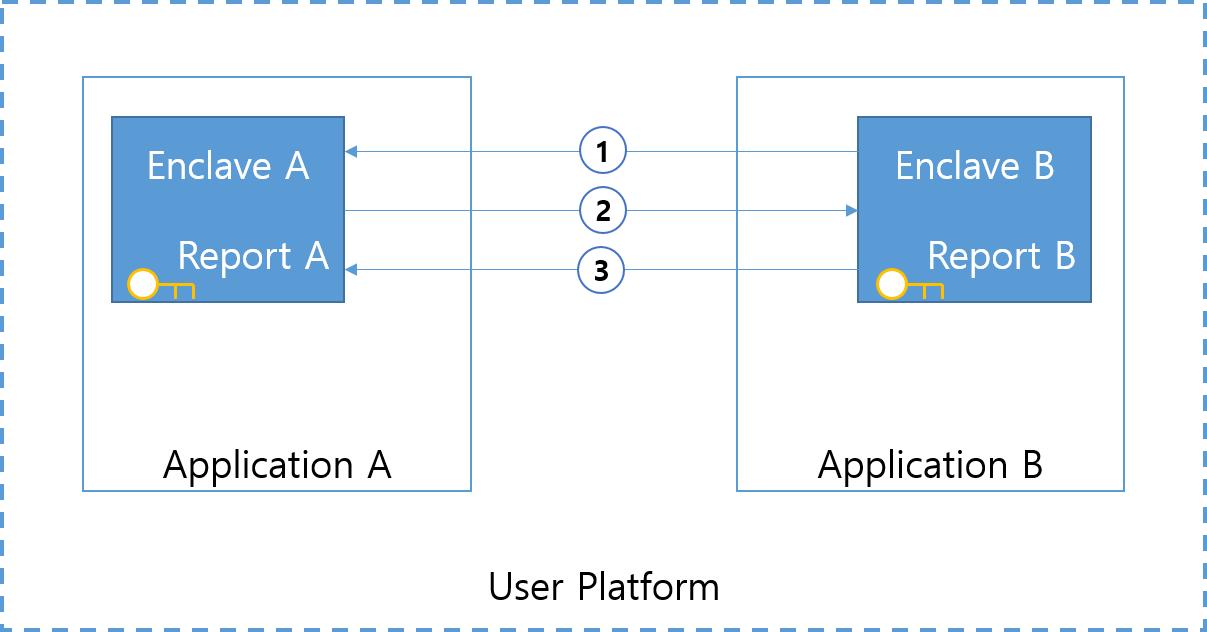 1
Enclave A
Enclave B
2
Report A
Report B
3
Application A
Application B
User Platform